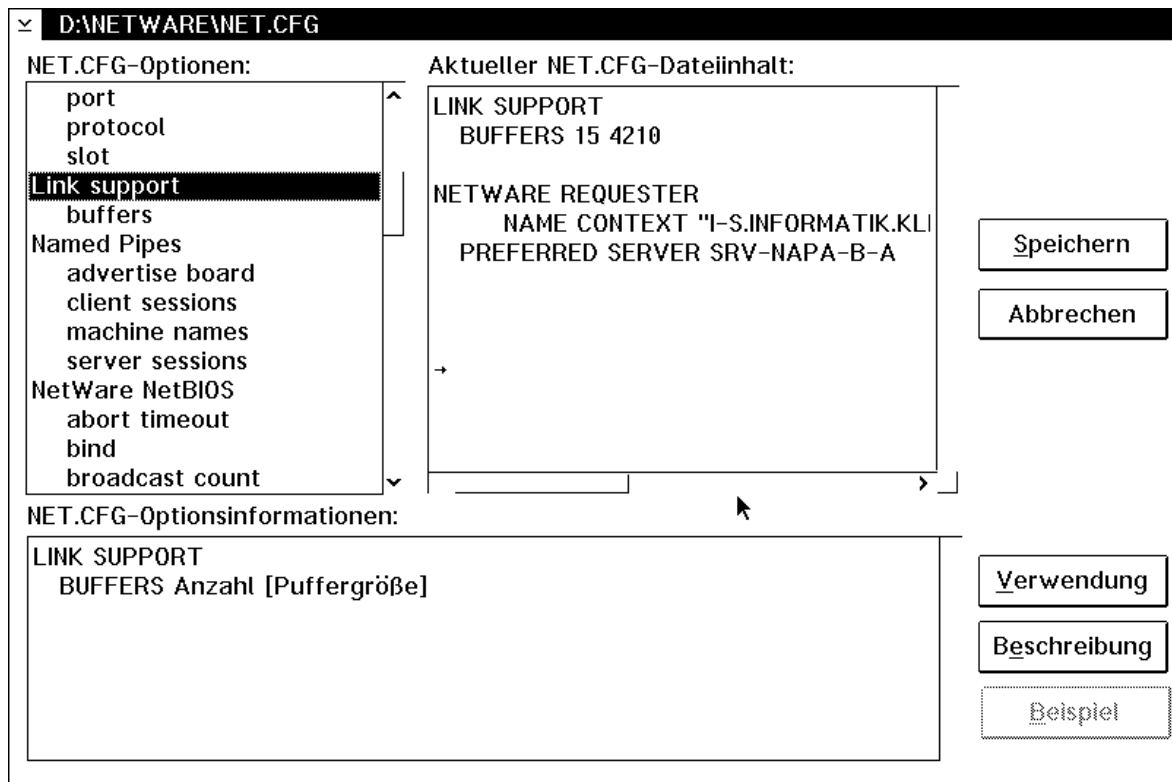 D:\NETWARE\NET.CFG
NET.CFG-Optionen:
port
protocol
slot
Link support
buffers
Named Pipes
advertise board
client sessions
machine names
server sessions
NetWare NetBIOS
abort timeout
bind
broadcast count
Aktueller NET.CFG-Dateiinhalt:
LINK SUPPORT
BUFFERS 15 4210
NETWARE REQUESTER
NAME CONTEXT "I-S.INFORMATIK.KLI
PREFERRED SERVER SRV-NAPA-B-A
→
Speichern
Abbrechen
NET.CFG-Optionsinformationen:
LINK SUPPORT
BUFFERS Anzahl [Puffergröße]
Verwendung
Beschreibung
Beispiel